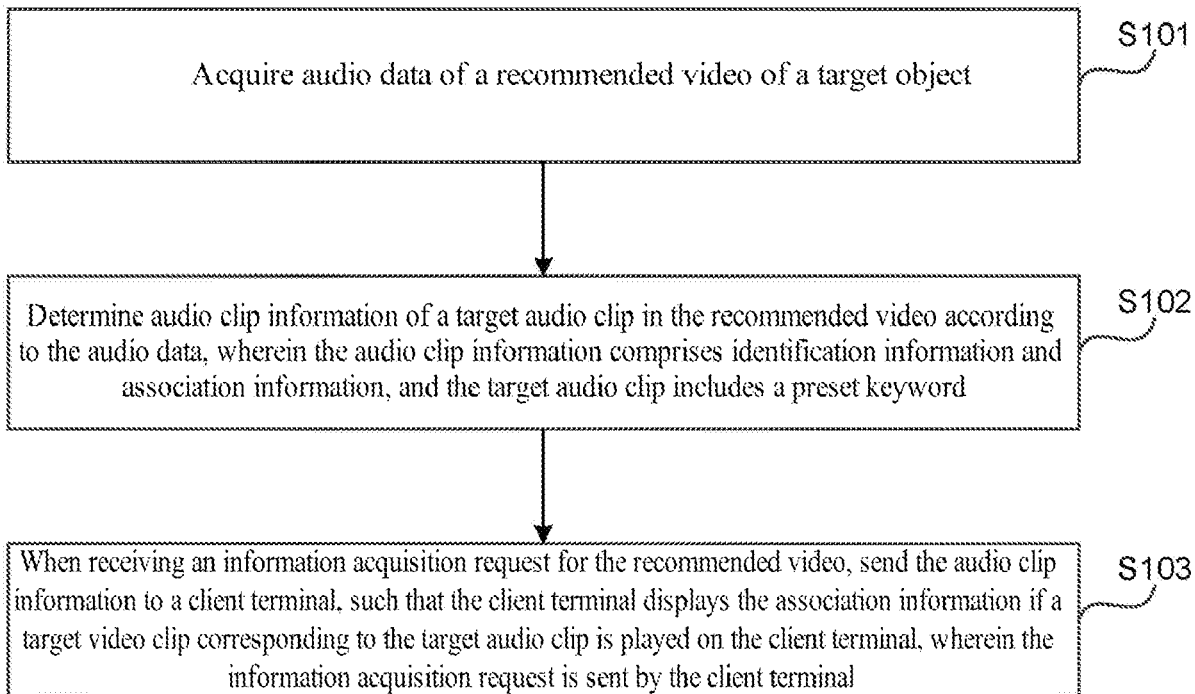 S101
Acquire audio data of a recommended video of a target object
S102
Determine audio clip information of a target audio clip in the recommended video according
to the audio data, wherein the audio clip information comprises identification information and
association information, and the target audio clip includes a preset keyword
S103
When receiving an information acquisition request for the recommended video, send the audio clip
information to a client terminal, such that the client terminal displays the association information if a
target video clip corresponding to the target audio clip is played on the client terminal, wherein the
information acquisition request is sent by the client terminal